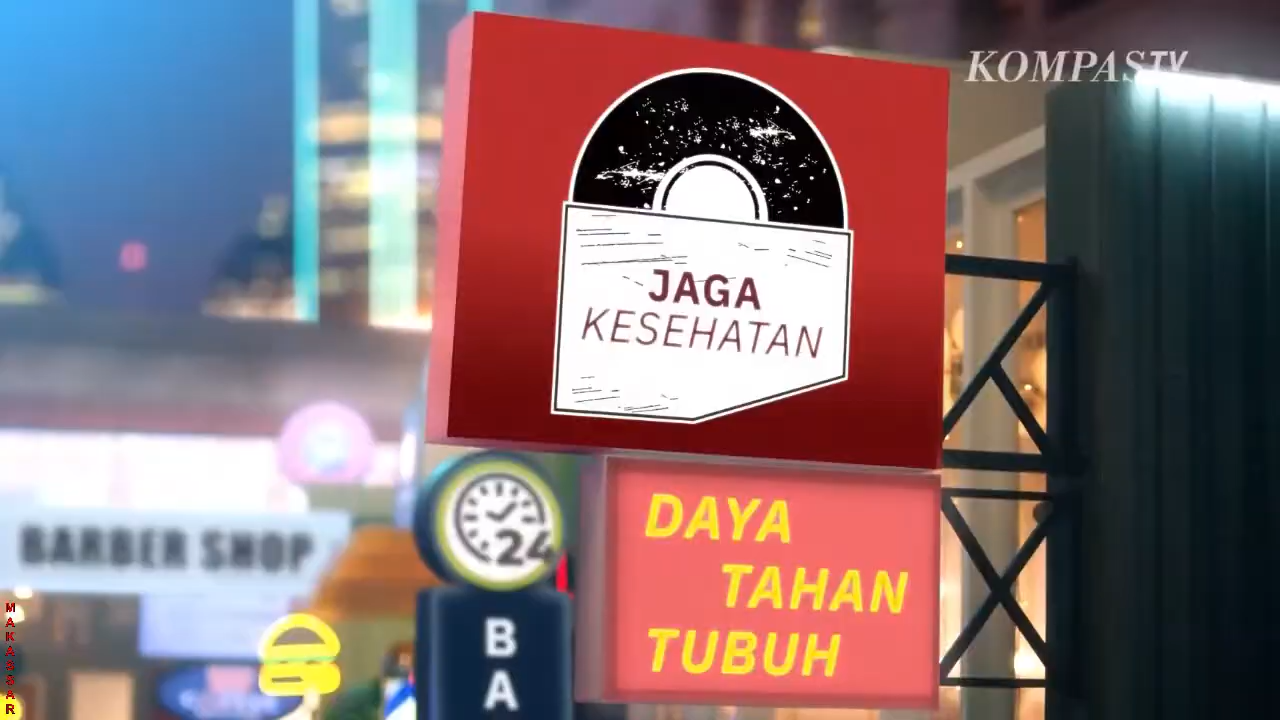 KOMPASTV
JAGA
KESEHATAN
DAYA
TAHAN
TUBUH
BARBER SHOP
24
B
A
MAKASSAR